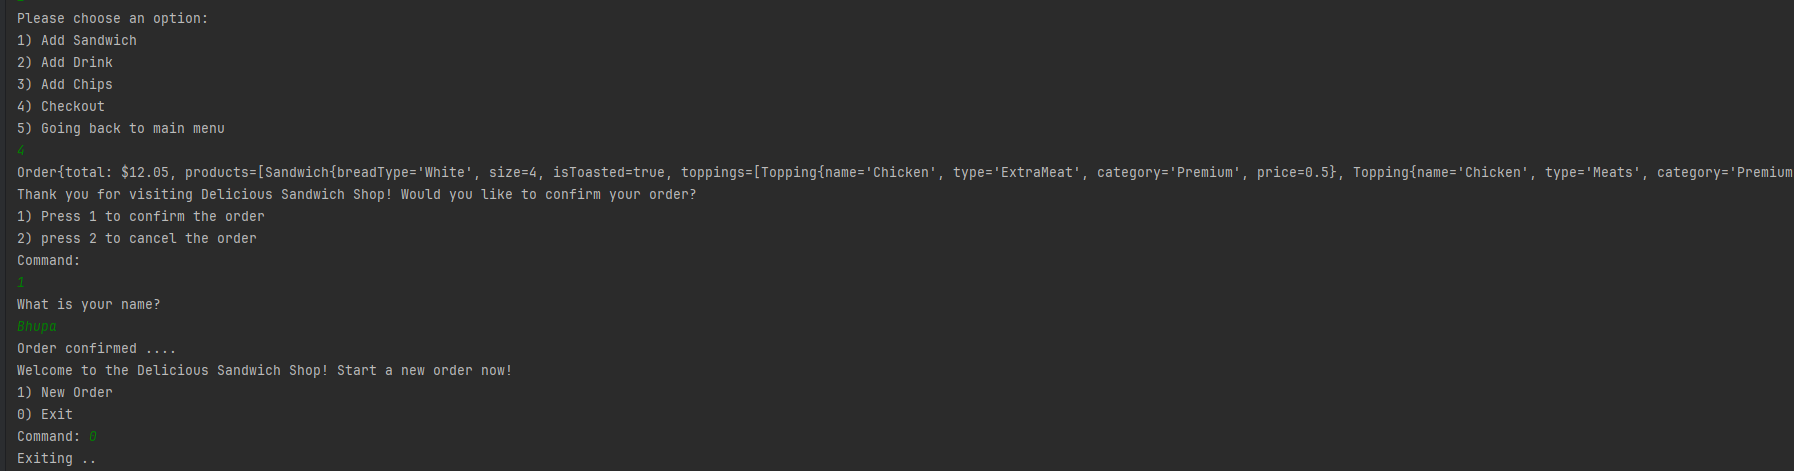 Please choose an option:
1) Add Sandwich
2) Add Drink
3) Add Chips
4) Checkout
5) Going back to main menu
4
Order{total: $12.05, products=[Sandwich{breadType='White', size=4, isToasted=true, toppings=[Topping{name='Chicken', type='ExtraMeat', category='Premium', price=0.5}, Topping{name='Chicken', type='Meats', category='Premium
Thank you for visiting Delicious Sandwich Shop! Would you like to confirm your order?
1) Press 1 to confirm the order
2) press 2 to cancel the order
Command:
1
What is your name?
Bhupa
Order confirmed ....
Welcome to the Delicious Sandwich Shop! Start a new order now!
1) New Order
0) Exit
Command: 0
Exiting ..